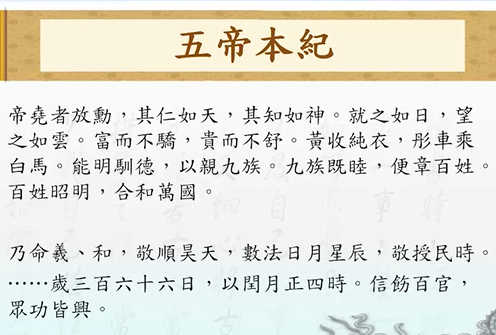 五帝本紀
帝堯者放勳，其仁如天，其知如神。就之如日，望
之如雲。富而不驕，貴而不舒。黃收純衣，彤車乘
白馬。能明馴德，以親九族。九族既睦，便章百姓。
百姓昭明，合和萬國。
乃命羲、和，敬順昊天，數法日月星辰，敬授民時。
⋯⋯歲三百六十六日，以閏月正四時。信飭百官，
眾功皆興。